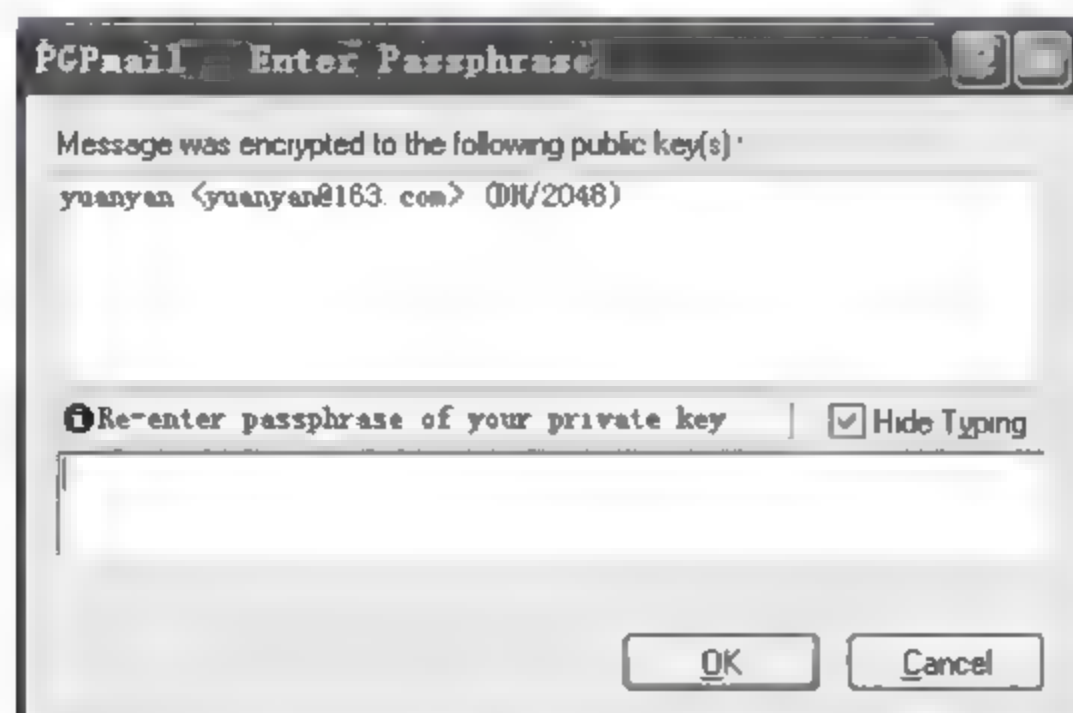 PGPmail - Enter Passphrase
Message was encrypted to the following public key(s) :
yuanyan <yuanyan@163.com> (DH/2048)
Re-enter passphrase of your private key
Hide Typing
OK
Cancel